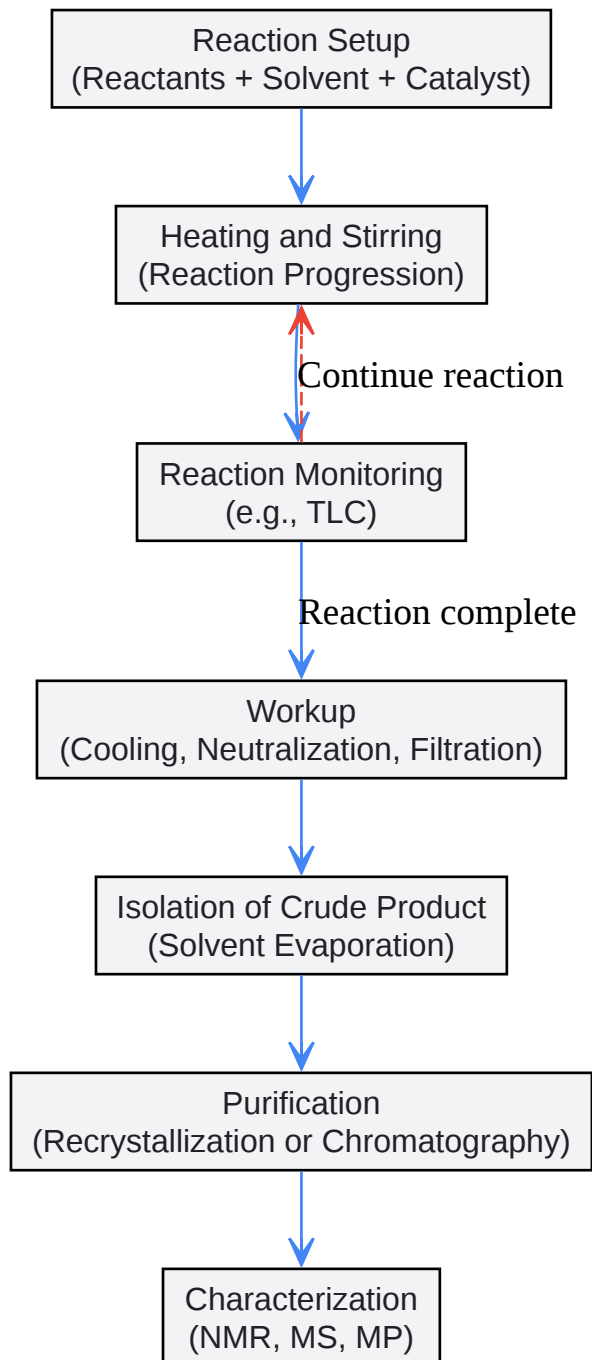 Reaction Setup
(Reactants + Solvent + Catalyst)
Heating and Stirring
(Reaction Progression)
Continue reaction
Reaction Monitoring
(e.g., TLC)
Reaction complete
Workup
(Cooling, Neutralization, Filtration)
Isolation of Crude Product
(Solvent Evaporation)
Purification
(Recrystallization or Chromatography)
Characterization
(NMR, MS, MP)